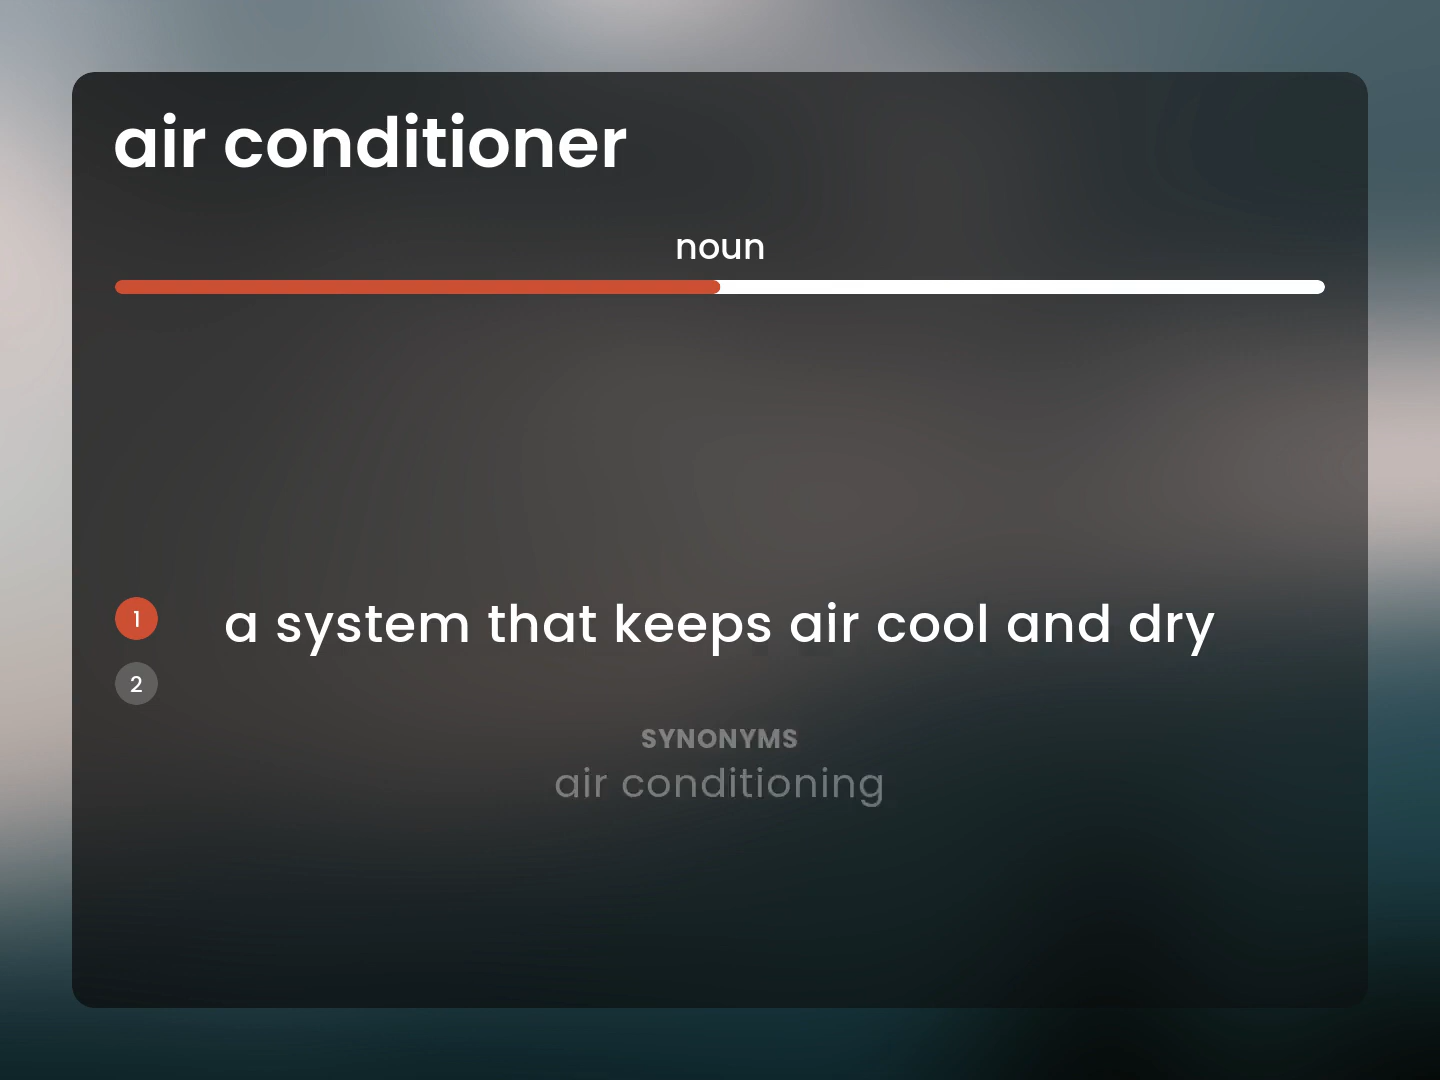 air conditioner
noun
1
a system that keeps air cool and dry
2
SYNONYMS
air conditioning